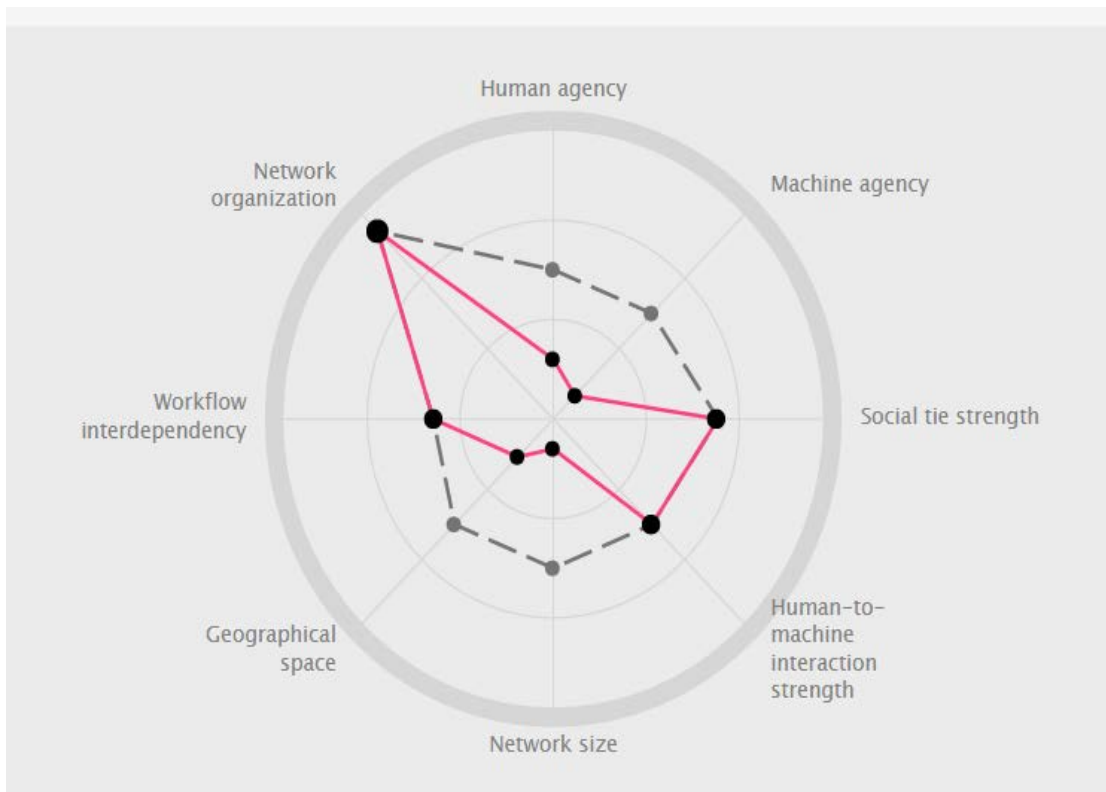 Human agency
Network
organization
Machine agency
Workflow
interdependency
Social tie strength
Geographical
space
Human-to-
machine
interaction
strength
Network size